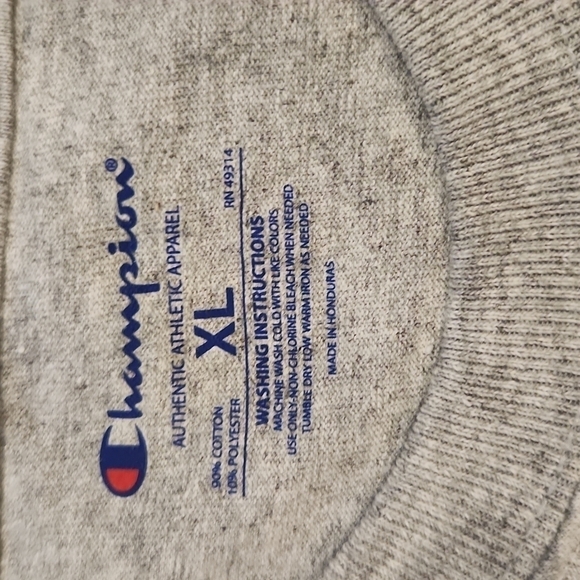 Champion®
AUTHENTIC ATHLETIC APPAREL
XL
90% COTTON
10% POLYESTER RN 49314
WASHING INSTRUCTIONS
MACHINE WASH COLD WITH LIKE COLORS
USE ONLY NON-CHLORINE BLEACH WHEN NEEDED
TUMBLE DRY LOW WARM IRON AS NEEDED
MADE IN HONDURAS